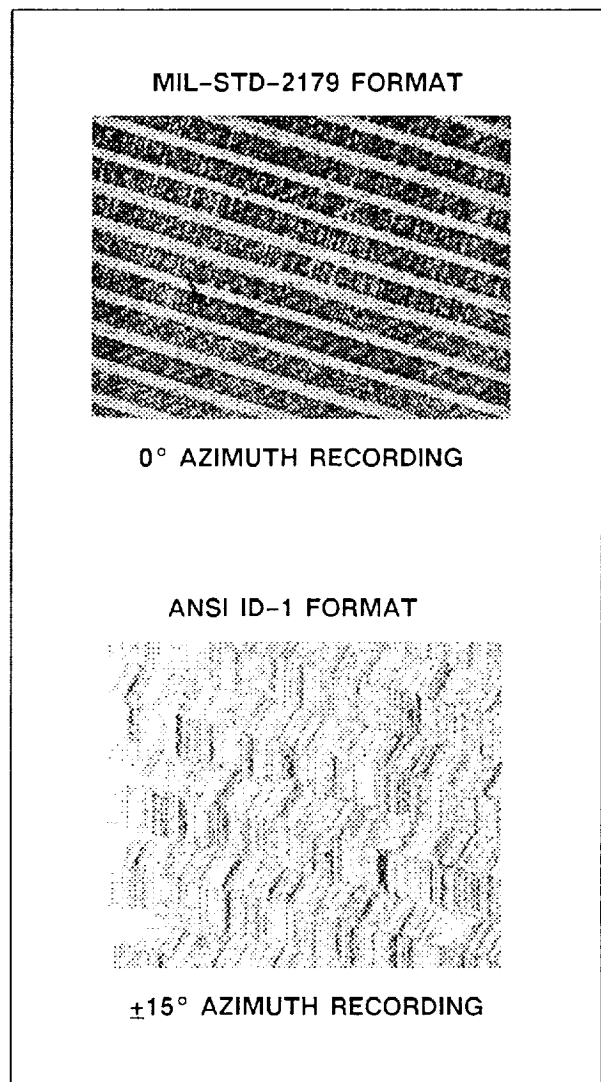 MIL-STD-2179 FORMAT
0° AZIMUTH RECORDING
ANSI ID-1 FORMAT
±15° AZIMUTH RECORDING